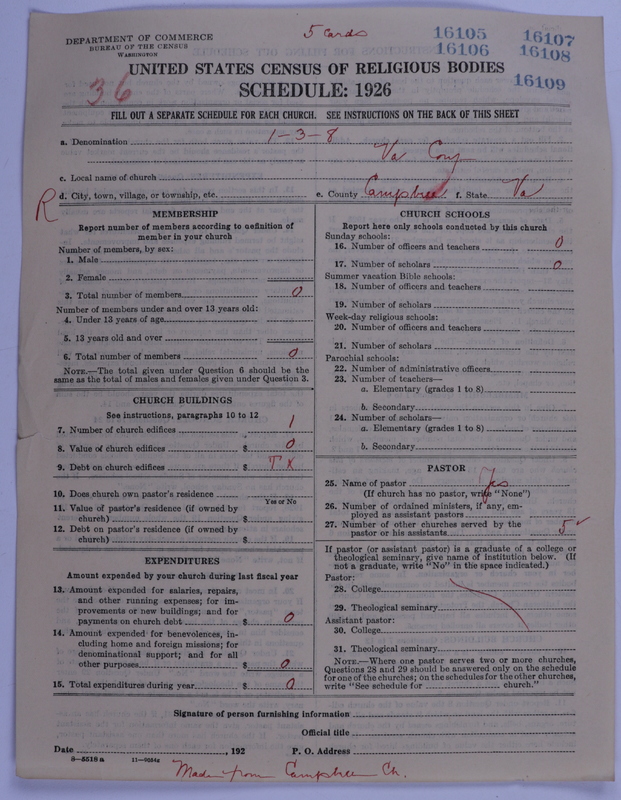 DEPARTMENT OF COMMERCE
BUREAU OF THE CENSUS
WASHINGTON
5 Cards
16105 16107
16106 16108
16109
36
UNITED STATES CENSUS OF RELIGIOUS BODIES
SCHEDULE: 1926
FILL OUT A SEPARATE SCHEDULE FOR EACH CHURCH. SEE INSTRUCTIONS ON THE BACK OF THIS SHEET
a. Denomination 1-3-8
Va Conf
c. Local name of church
R d. City, town, village, or township, etc. e. County Campbell f. State Va
MEMBERSHIP
Report number of members according to definition of member in your church
Number of members, by sex:
1. Male
2. Female
3. Total number of members 0
Number of members under and over 13 years old:
4. Under 13 years of age
5. 13 years old and over
6. Total number of members 0
NOTE.—The total given under Question 6 should be
same as the total of males and females given under Question 3.
CHURCH BUILDINGS
See instructions, paragraphs 10 to 12
7. Number of church edifices 1
8. Value of church edifices $ 0
9. Debt on church edifices $ TX
10. Does church own pastor's residence
Yes or No
11. Value of pastor's residence (if owned by
church) $
12. Debt on pastor's residence (if owned by
church) $
EXPENDITURES
Amount expended by your church during last fiscal year
13. Amount expended for salaries, repairs,
and other running expenses; for im-
provements or new buildings; and for
payments on church debt $ 0
14. Amount expended for benevolences, in-
cluding home and foreign missions; for
denominational support; and for all
other purposes $ 0
15. Total expenditures during year $ 0
CHURCH SCHOOLS
Report here only schools conducted by this church
Sunday schools:
16. Number of officers and teachers 0
17. Number of scholars 0
Summer vacation Bible schools:
18. Number of officers and teachers
19. Number of scholars
Week-day religious schools:
20. Number of officers and teachers
21. Number of scholars
Parochial schools:
22. Number of administrative officers
23. Number of teachers—
a. Elementary (grades 1 to 8)
b. Secondary
24. Number of scholars—
a. Elementary (grades 1 to 8)
b. Secondary
PASTOR
25. Name of pastor Yes
(If church has no pastor, write "None")
26. Number of ordained ministers, if any, em-
ployed as assistant pastors
27. Number of other churches served by the
pastor or his assistants 5 ✓
If pastor (or assistant pastor) is a graduate of a college or
theological seminary, give name of institution below. (If
not a graduate, write "No" in the space indicated.)
Pastor:
28. College
29. Theological seminary
Assistant pastor:
30. College
31. Theological seminary
NOTE.—Where one pastor serves two or more churches,
Questions 28 and 29 should be answered only on the schedule
for one of the churches; on the schedules for the other churches,
write "See schedule for church."
Signature of person furnishing information
Official title
Date , 192 P. O. Address
8—5518 a 11—9034z
Made from Campbell Ch.